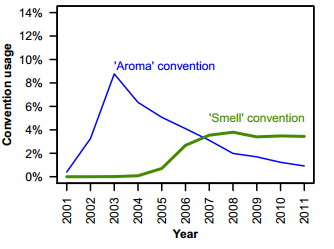 14%
12%
10%
8%
6%
4%
2%
0%
Convention usage
'Aroma' convention
'Smell' convention
2001 2002 2003 2004 2005 2006 2007 2008 2009 2010 2011
Year